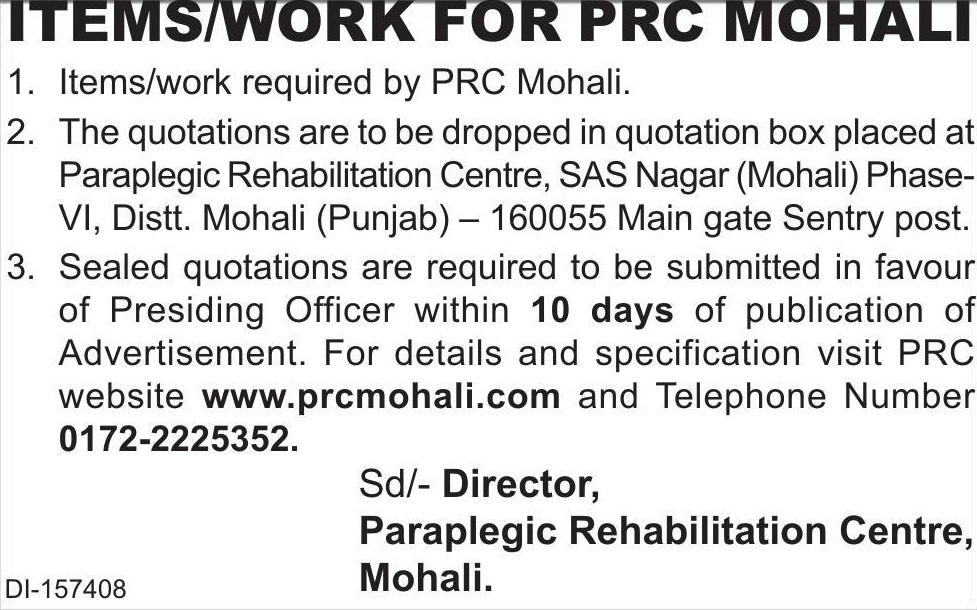 ITEMS/WORK FOR PRC MOHALI
1. Items/work required by PRC Mohali.
2. The quotations are to be dropped in quotation box placed at
Paraplegic Rehabilitation Centre, SAS Nagar (Mohali) Phase-
VI, Distt. Mohali (Punjab) – 160055 Main gate Sentry post.
3. Sealed quotations are required to be submitted in favour
of Presiding Officer within 10 days of publication of
Advertisement. For details and specification visit PRC
website www.prcmohali.com and Telephone Number
0172-2225352.
Sd/- Director,
Paraplegic Rehabilitation Centre,
Mohali.
DI-157408